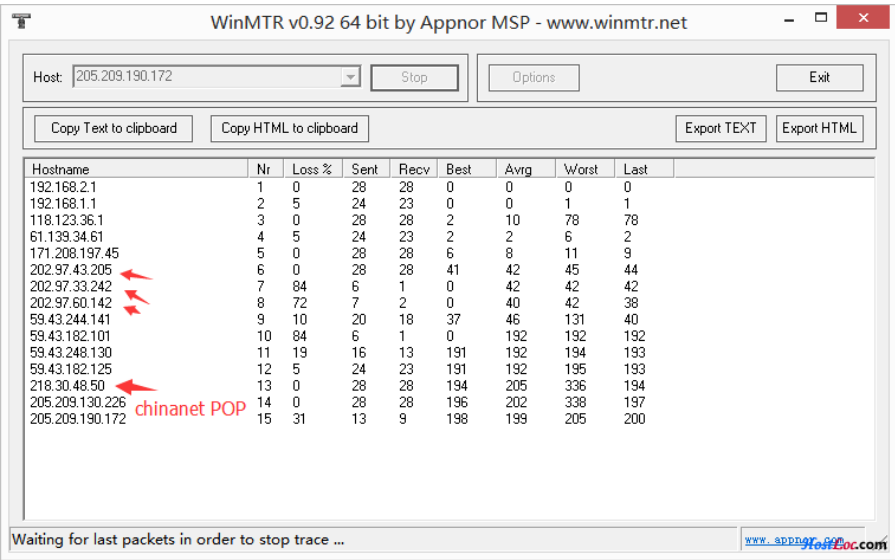 WinMTR v0.92 64 bit by Appnor MSP - www.winmtr.net
Host: 205.209.190.172 Stop Options Exit
Copy Text to clipboard Copy HTML to clipboard Export TEXT Export HTML
Hostname Nr Loss % Sent Recv Best Avrg Worst Last
192.168.2.1 1 0 28 28 0 0 0 0
192.168.1.1 2 5 24 23 0 0 1 1
118.123.36.1 3 0 28 28 2 10 78 78
61.139.34.61 4 5 24 23 2 2 6 2
171.208.197.45 5 0 28 28 6 8 11 9
202.97.43.205 6 0 28 28 41 42 45 44
202.97.33.242 7 84 6 1 0 42 42 42
202.97.60.142 8 72 7 2 0 40 42 38
59.43.244.141 9 10 20 18 37 46 131 40
59.43.182.101 10 84 6 1 0 192 192 192
59.43.248.130 11 19 16 13 191 192 194 193
59.43.182.125 12 5 24 23 191 192 195 193
218.30.48.50 13 0 28 28 194 205 336 194
205.209.130.226 14 0 28 28 196 202 338 197
chinanet POP
205.209.190.172 15 31 13 9 198 199 205 200
Waiting for last packets in order to stop trace ...
www.appnor.com
HostLoc.com